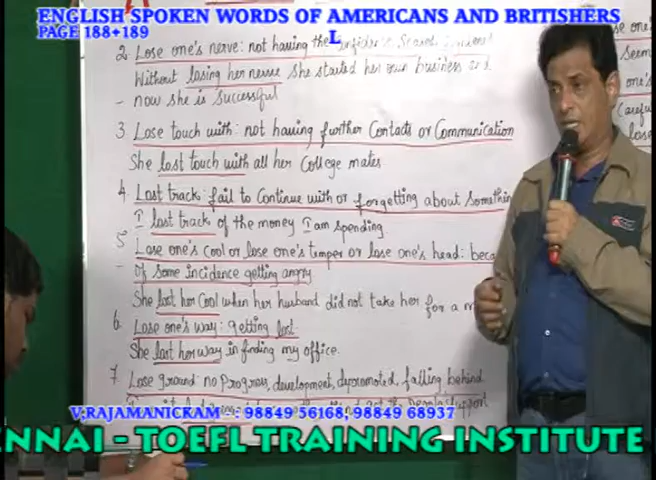 ENGLISH SPOKEN WORDS OF AMERICANS AND BRITISHERS
PAGE 188+189
L
2. Lose one's nerve: not having the
Without losing her nerve she started her own business and
- now she is successful
3 Lose touch with: not having further Contacts or Communication
She lost touch with all her College mates
4 Lost track: fail to Continue with or forgetting about somethin
I lost track of the money I am spending
5 Lose one's cool or lose one's temper or lose one's head: beca
- of some incidence getting angry
She lost her Cool when her husband did not take her for a m
6 Lose one's way: getting lost
She lost her way in finding my office.
7 Lose ground: no progress, development, depromoted, falling behind
support
V.RAJAMANICKAM - 98849 56168, 98849 68937
ENNAI - TOEFL TRAINING INSTITUTE